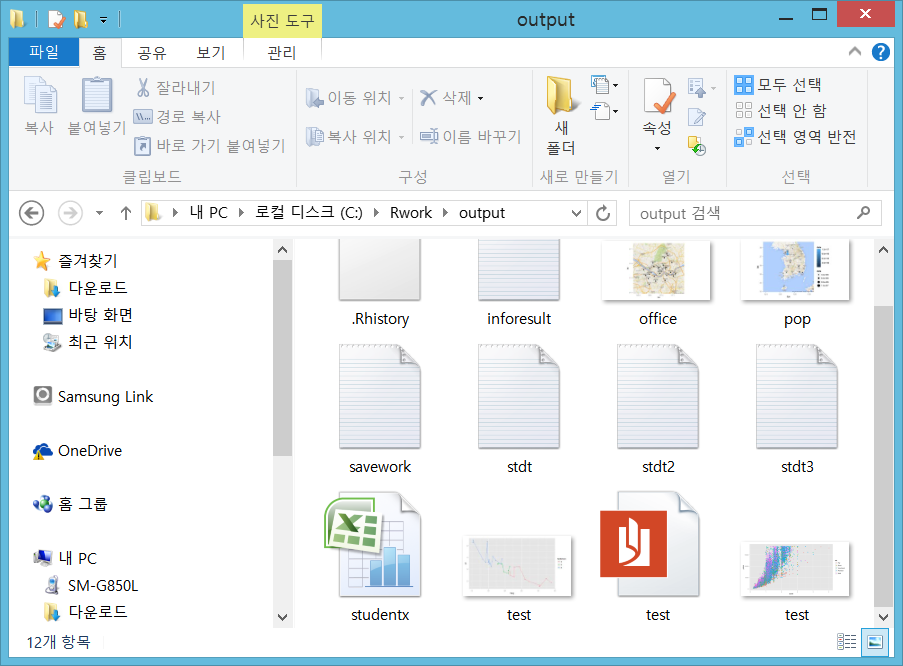 사진 도구
output
파일
홈
공유
보기
관리
복사
붙여넣기
잘라내기
경로 복사
바로 가기 붙여넣기
클립보드
이동 위치
복사 위치
삭제
이름 바꾸기
구성
새
폴더
새로 만들기
속성
열기
모두 선택
선택 안 함
선택 영역 반전
선택
내 PC
로컬 디스크 (C:)
Rwork
output
output 검색
즐겨찾기
다운로드
바탕 화면
최근 위치
Samsung Link
OneDrive
홈 그룹
내 PC
SM-G850L
다운로드
.Rhistory
inforesult
office
pop
savework
stdt
stdt2
stdt3
studentx
test
test
test
12개 항목